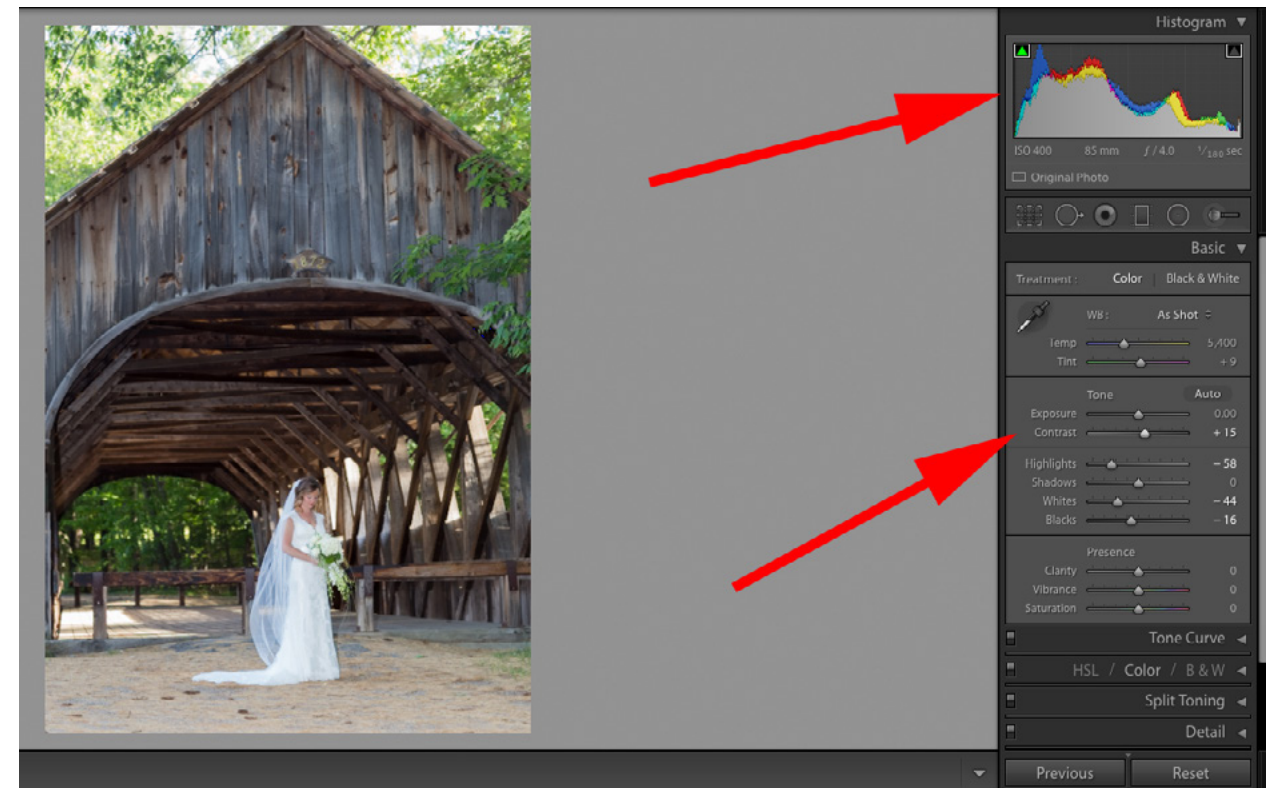 Histogram
ISO 400 85 mm ƒ / 4.0 1/180 sec
Original Photo
Basic
Treatment : Color Black & White
WB : As Shot
Temp 5,400
Tint + 9
Tone Auto
Exposure 0.00
Contrast + 15
Highlights − 58
Shadows 0
Whites − 44
Blacks − 16
Presence
Clarity 0
Vibrance 0
Saturation 0
Tone Curve
HSL / Color / B & W
Split Toning
Detail
Previous Reset